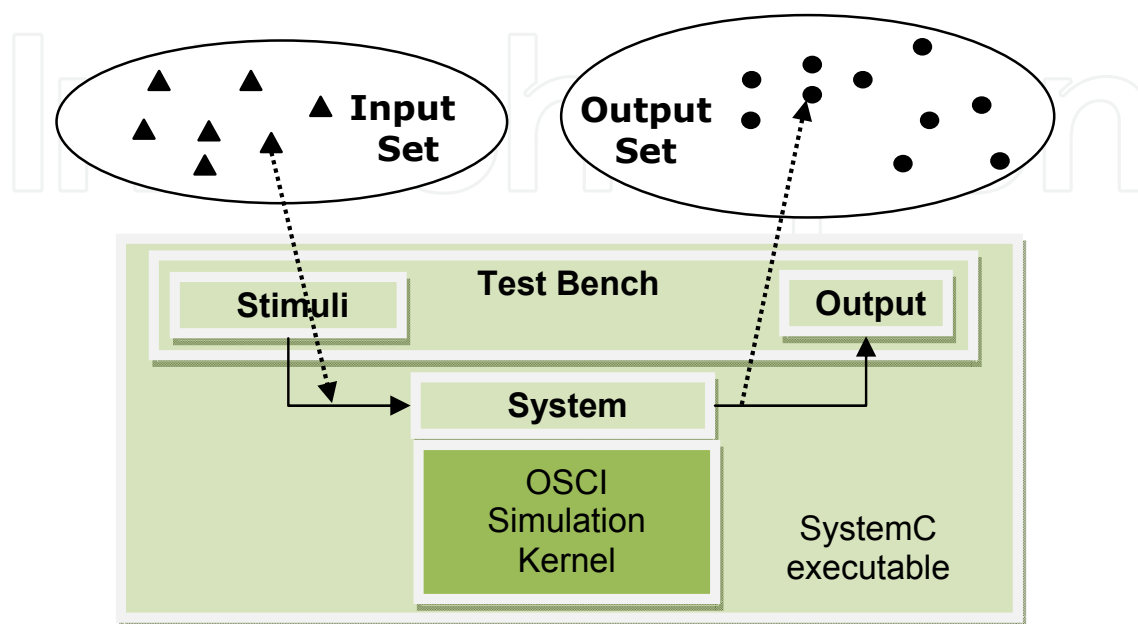 Input
Set
Output
Set
Test Bench
Stimuli
Output
System
OSCI
Simulation
Kernel
SystemC
executable